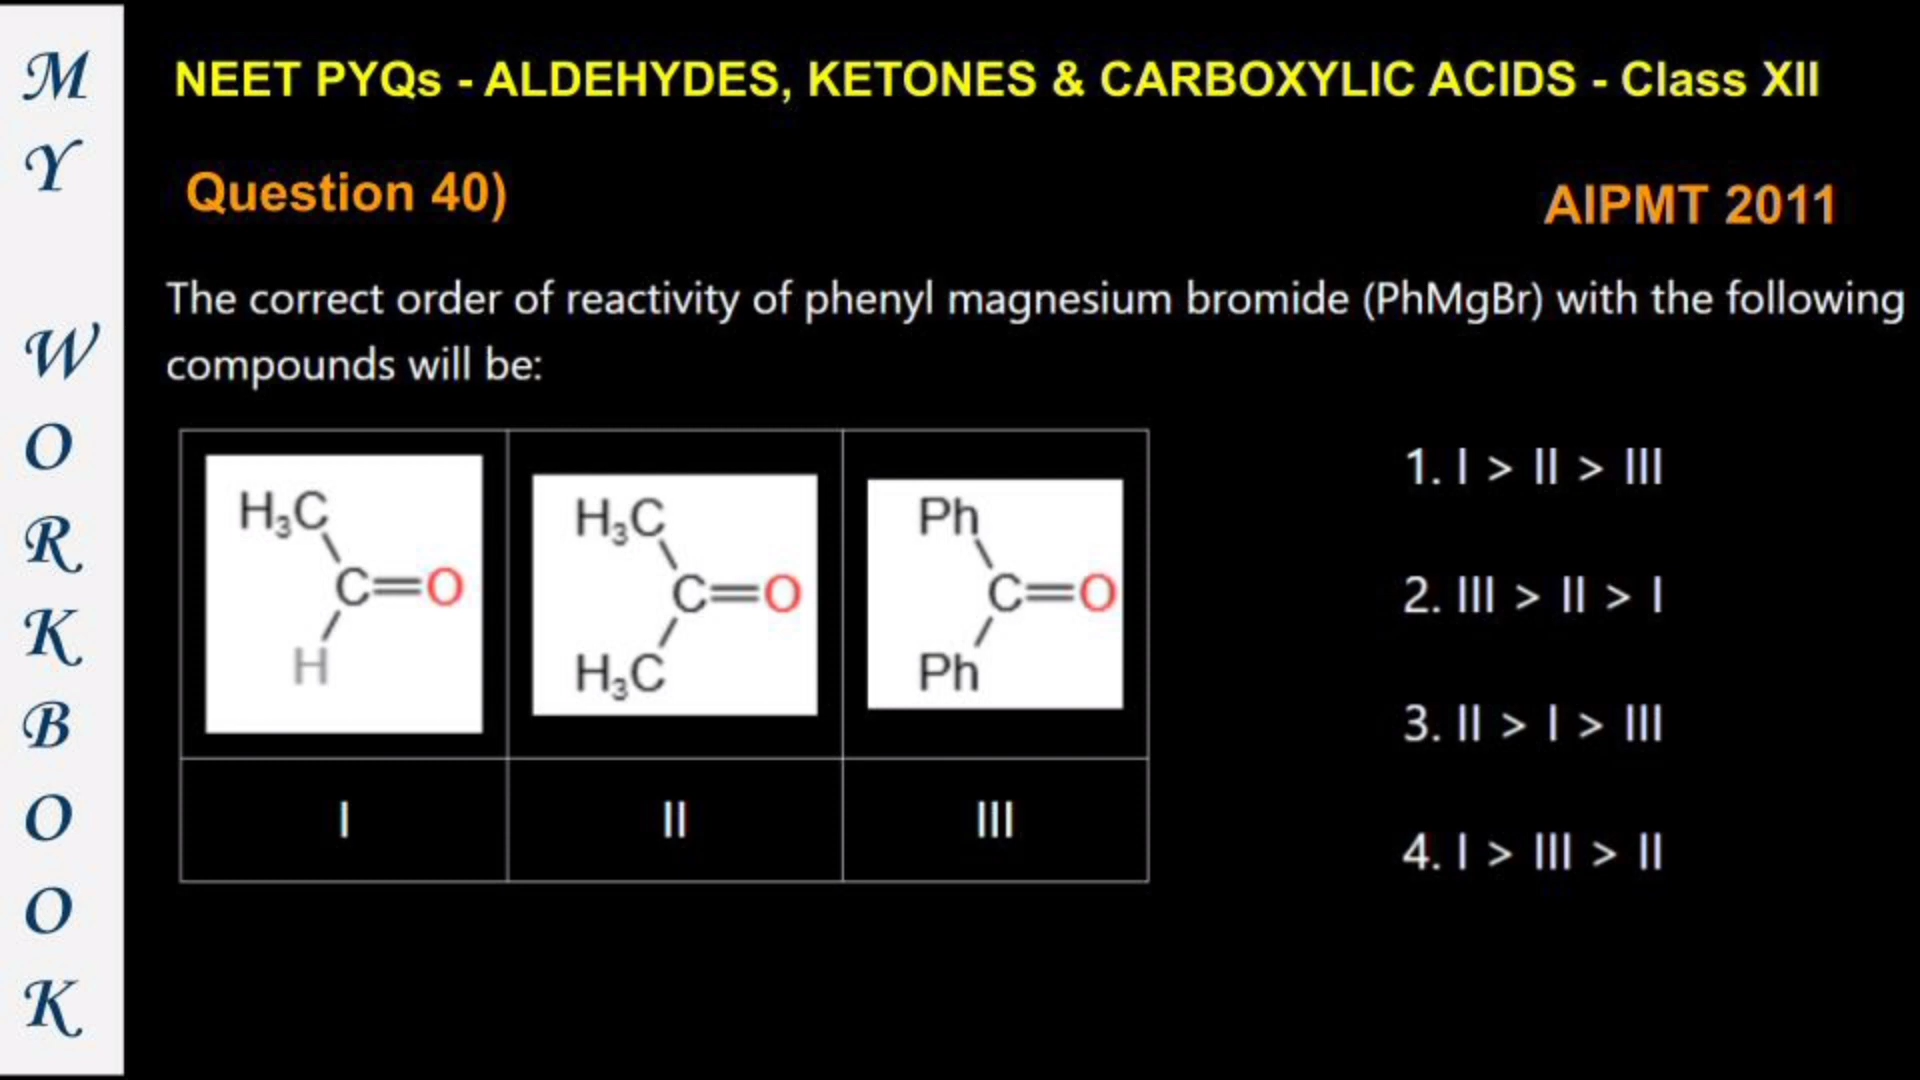 MY WORKBOOK
NEET PYQs - ALDEHYDES, KETONES & CARBOXYLIC ACIDS - Class XII
Question 40)
AIPMT 2011
The correct order of reactivity of phenyl magnesium bromide (PhMgBr) with the following
compounds will be:
H₃C
C=O
H
H₃C
C=O
H₃C
Ph
C=O
Ph
I II III
1. I > II > III
2. III > II > I
3. II > I > III
4. I > III > II